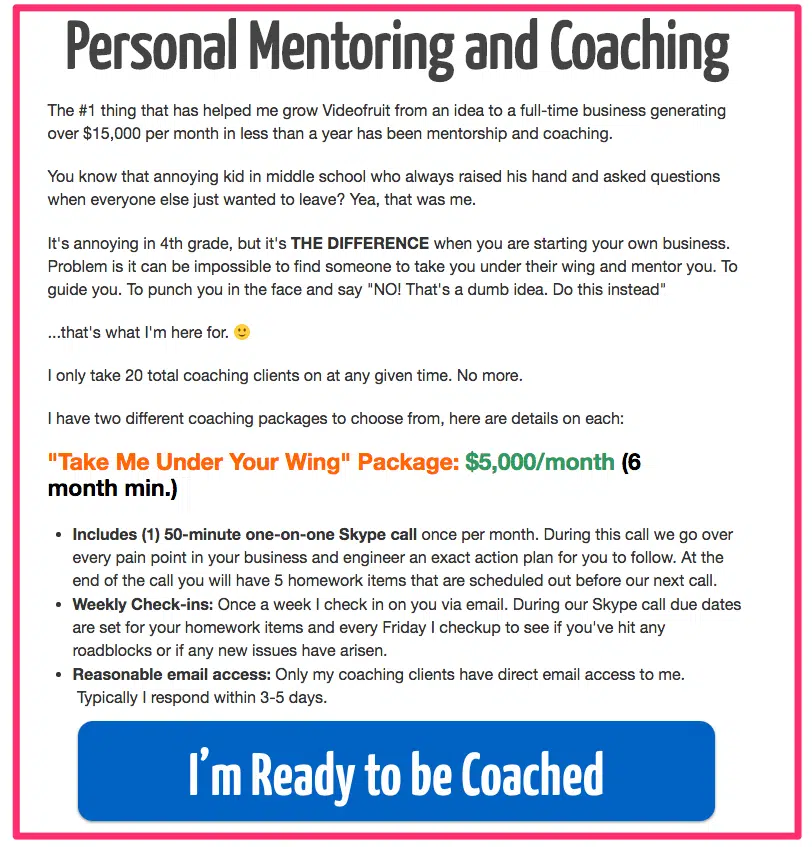 Personal Mentoring and Coaching
The #1 thing that has helped me grow Videofruit from an idea to a full-time business generating
over $15,000 per month in less than a year has been mentorship and coaching.
You know that annoying kid in middle school who always raised his hand and asked questions
when everyone else just wanted to leave? Yea, that was me.
It's annoying in 4th grade, but it's THE DIFFERENCE when you are starting your own business.
Problem is it can be impossible to find someone to take you under their wing and mentor you. To
guide you. To punch you in the face and say "NO! That's a dumb idea. Do this instead"
...that's what I'm here for. 🙂
I only take 20 total coaching clients on at any given time. No more.
I have two different coaching packages to choose from, here are details on each:
"Take Me Under Your Wing" Package: $5,000/month (6
month min.)
• Includes (1) 50-minute one-on-one Skype call once per month. During this call we go over
every pain point in your business and engineer an exact action plan for you to follow. At the
end of the call you will have 5 homework items that are scheduled out before our next call.
• Weekly Check-ins: Once a week I check in on you via email. During our Skype call due dates
are set for your homework items and every Friday I checkup to see if you've hit any
roadblocks or if any new issues have arisen.
• Reasonable email access: Only my coaching clients have direct email access to me.
Typically I respond within 3-5 days.
I'm Ready to be Coached